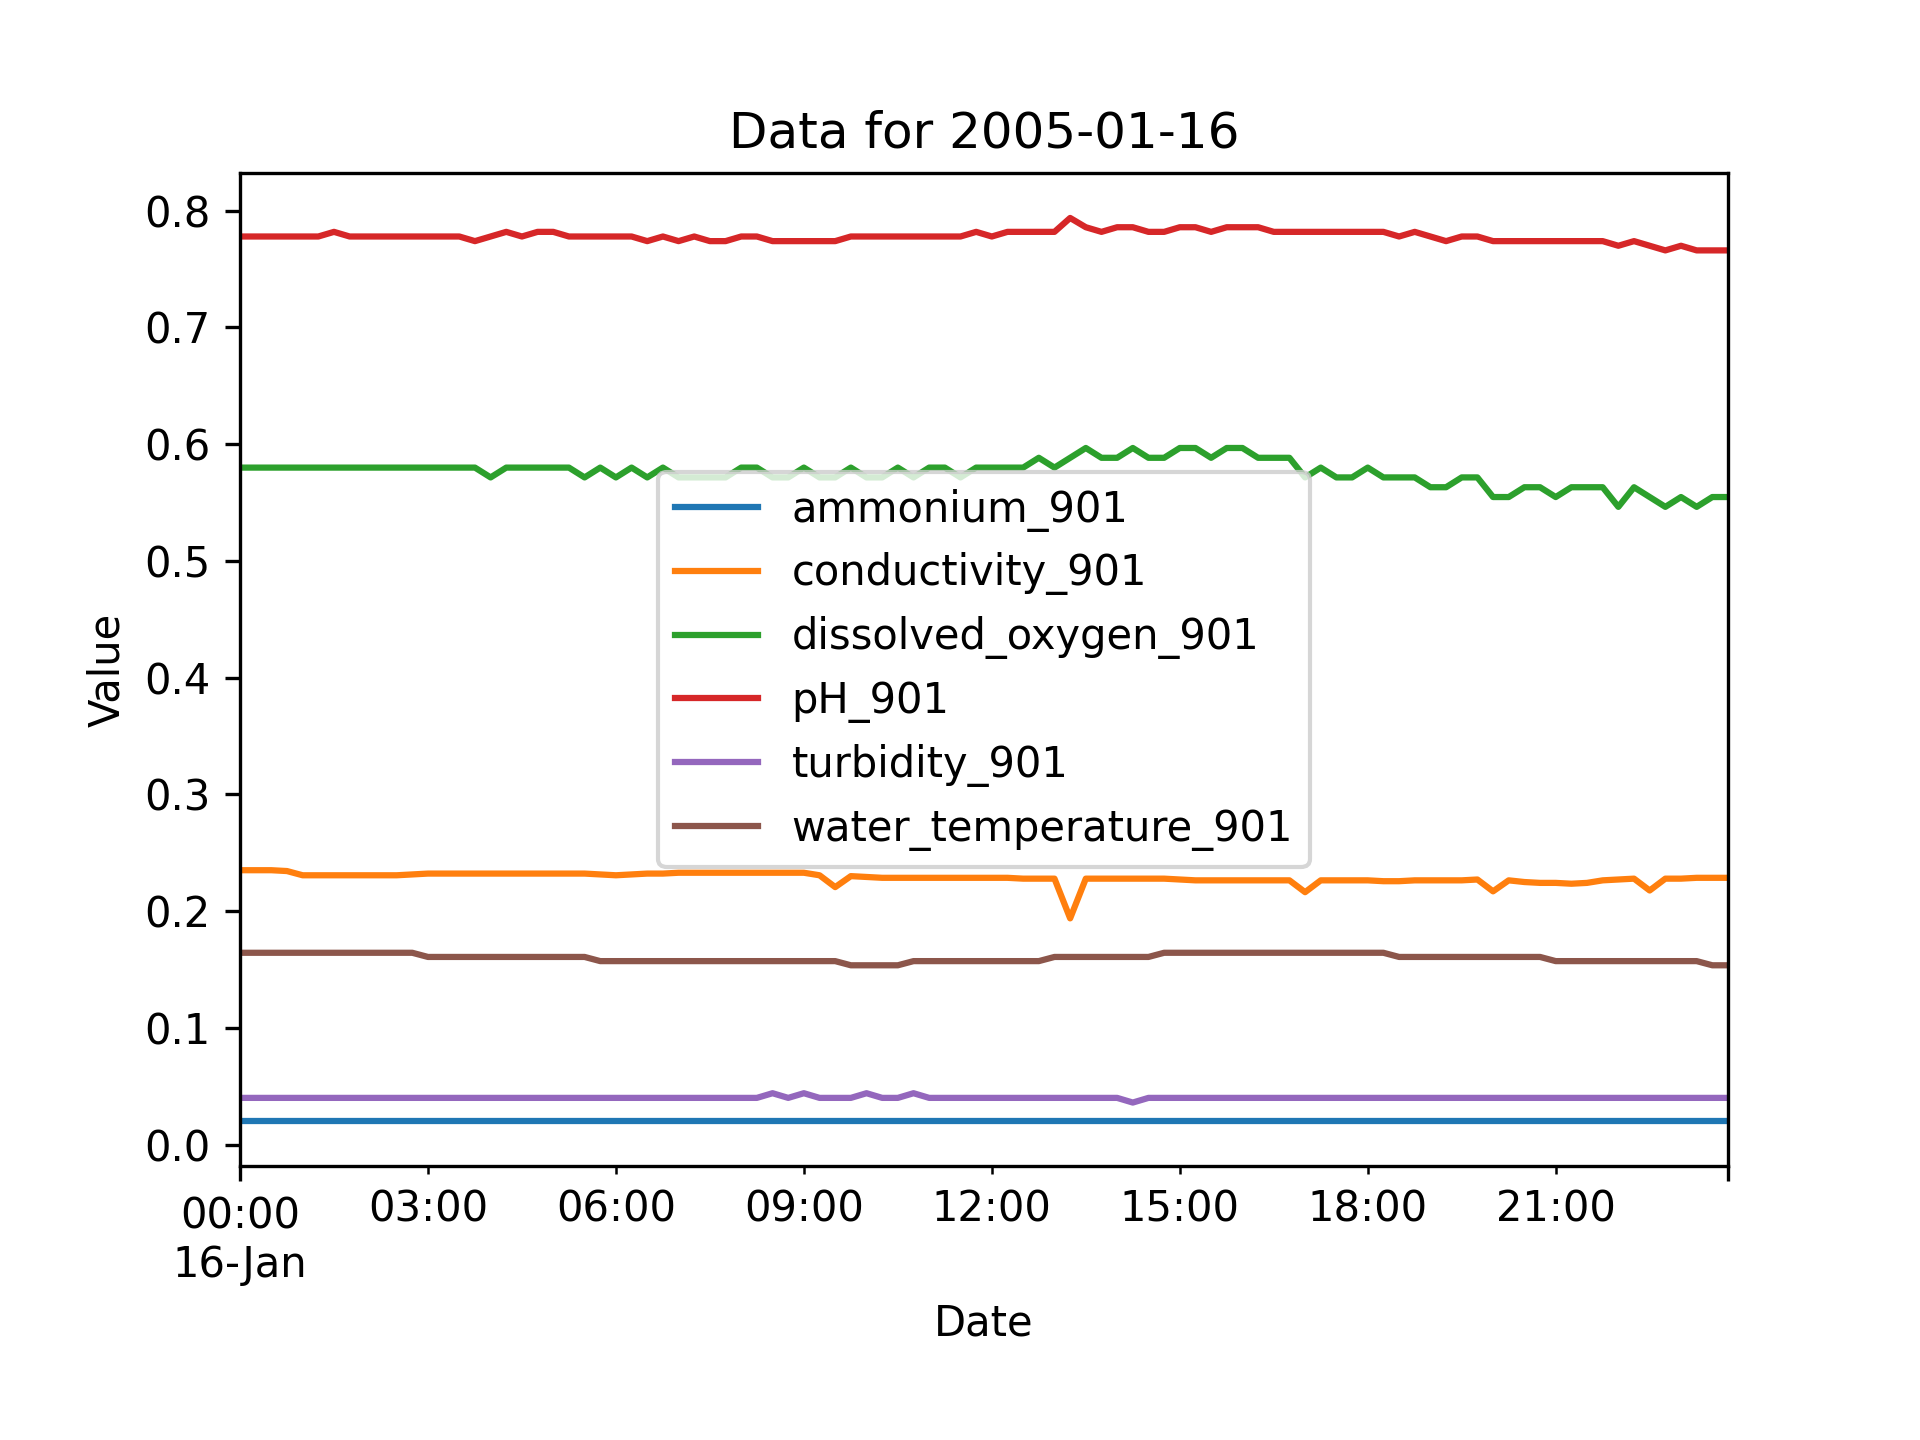 Data for 2005-01-16
0.8
0.7
0.6
0.5
0.4
0.3
0.2
0.1
0.0
Value
ammonium_901
conductivity_901
dissolved_oxygen_901
pH_901
turbidity_901
water_temperature_901
00:00 03:00 06:00 09:00 12:00 15:00 18:00 21:00
16-Jan
Date